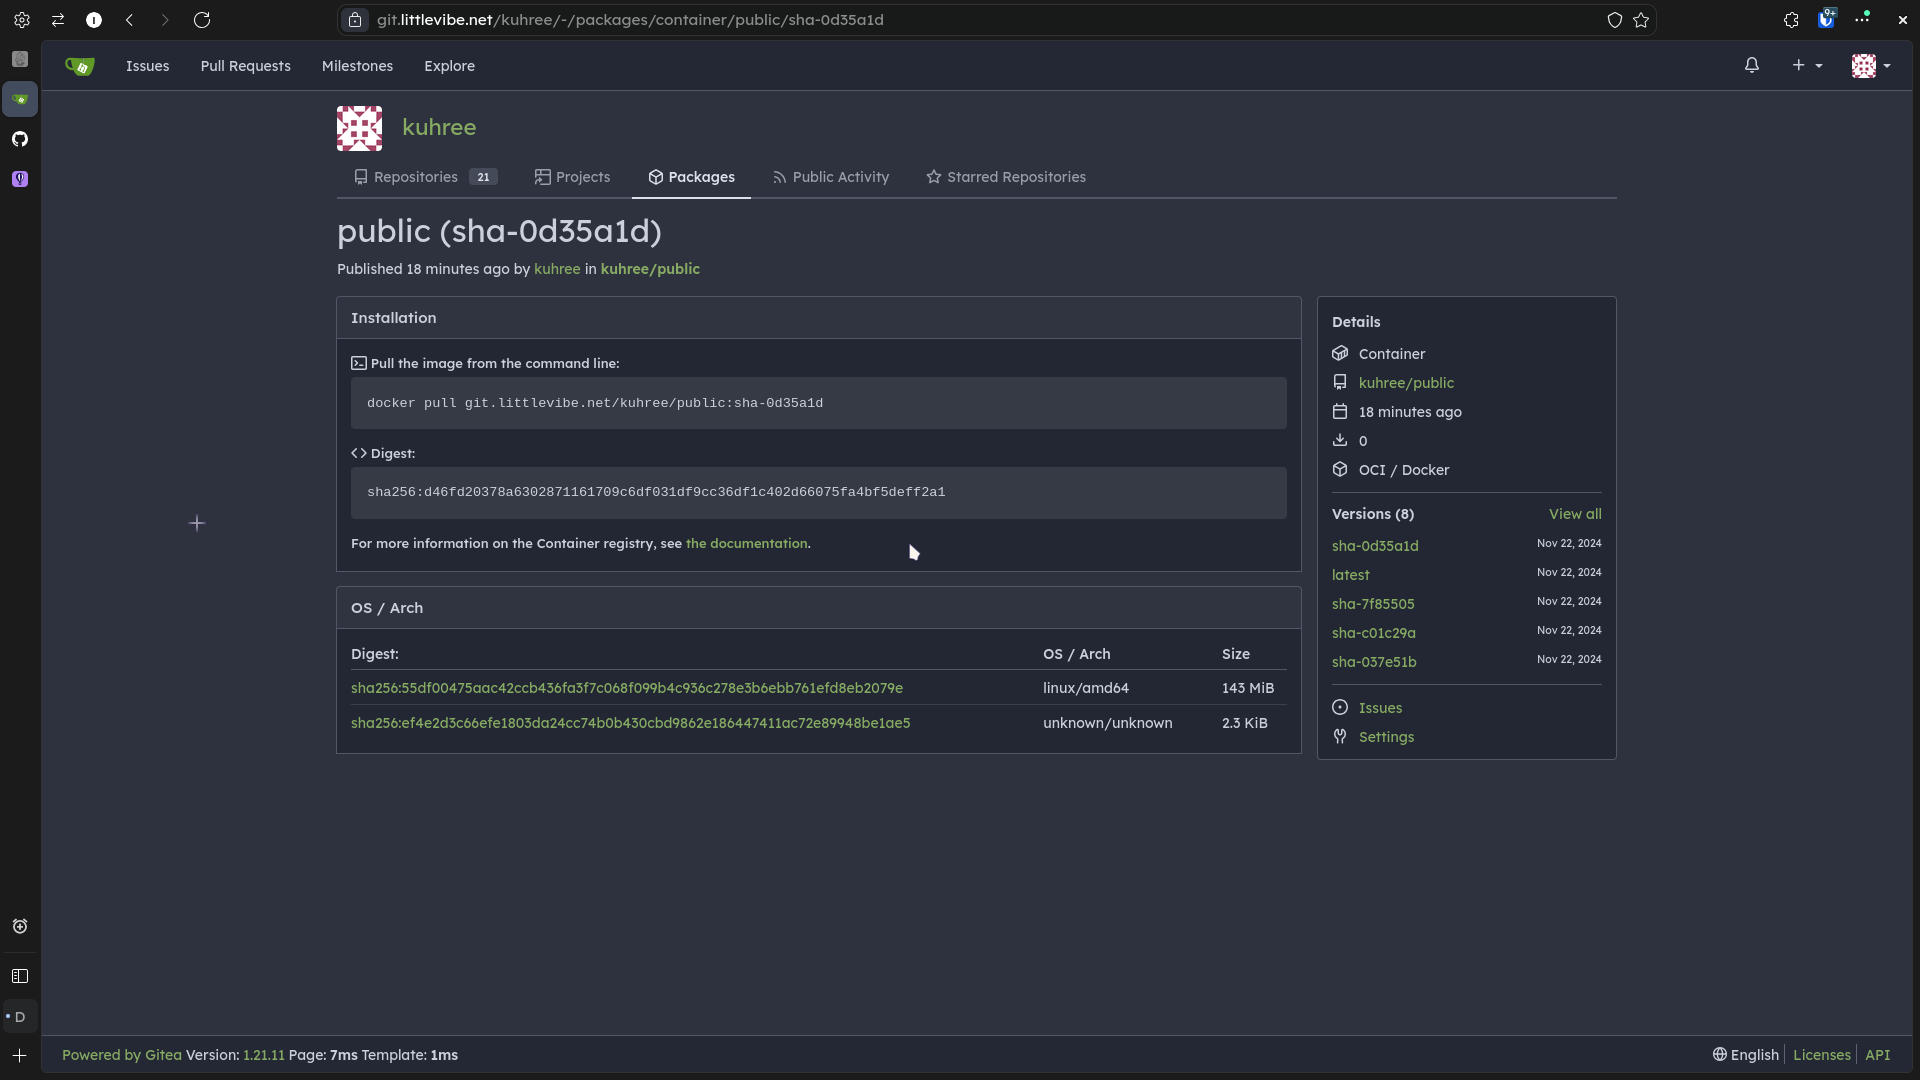 git.littlevibe.net/kuhree/-/packages/container/public/sha-0d35a1d
9+
Issues
Pull Requests
Milestones
Explore
kuhree
Repositories 21
Projects
Packages
Public Activity
Starred Repositories
public (sha-0d35a1d)
Published 18 minutes ago by kuhree in kuhree/public
Installation
Pull the image from the command line:
docker pull git.littlevibe.net/kuhree/public:sha-0d35a1d
Digest:
sha256:d46fd20378a6302871161709c6df031df9cc36df1c402d66075fa4bf5deff2a1
For more information on the Container registry, see the documentation.
OS / Arch
Digest: OS / Arch Size
sha256:55df00475aac42ccb436fa3f7c068f099b4c936c278e3b6ebb761efd8eb2079e linux/amd64 143 MiB
sha256:ef4e2d3c66efe1803da24cc74b0b430cbd9862e186447411ac72e89948be1ae5 unknown/unknown 2.3 KiB
Details
Container
kuhree/public
18 minutes ago
0
OCI / Docker
Versions (8) View all
sha-0d35a1d Nov 22, 2024
latest Nov 22, 2024
sha-7f85505 Nov 22, 2024
sha-c01c29a Nov 22, 2024
sha-037e51b Nov 22, 2024
Issues
Settings
D
Powered by Gitea Version: 1.21.11 Page: 7ms Template: 1ms
English
Licenses
API